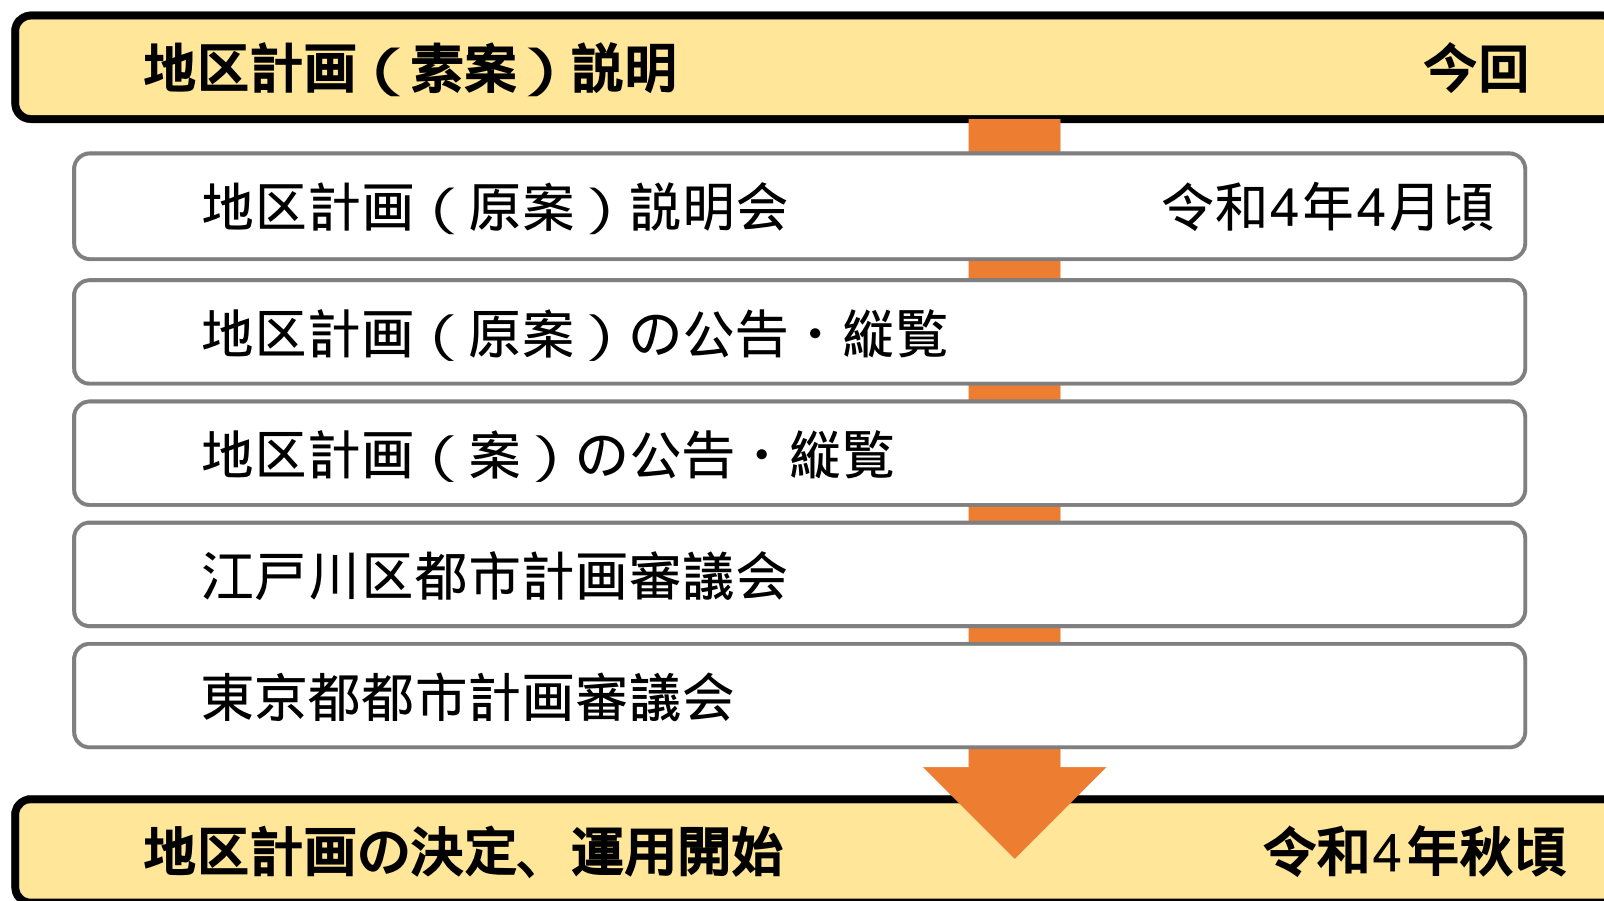 地区計画（素案）説明 今回
地区計画（原案）説明会 令和4年4月頃
地区計画（原案）の公告・縦覧
地区計画（案）の公告・縦覧
江戸川区都市計画審議会
東京都都市計画審議会
地区計画の決定、運用開始 令和4年秋頃